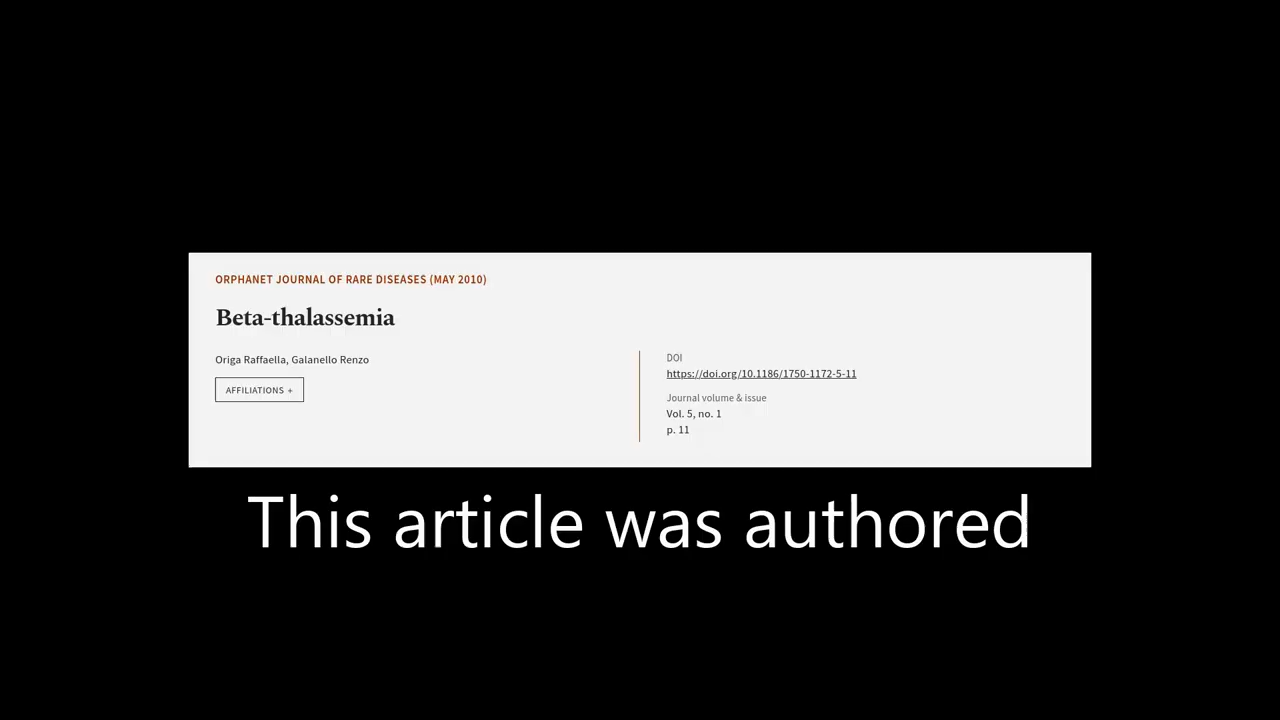 ORPHANET JOURNAL OF RARE DISEASES (MAY 2010)
Beta-thalassemia
Origa Raffaella, Galanello Renzo
AFFILIATIONS +
DOI
https://doi.org/10.1186/1750-1172-5-11
Journal volume & issue
Vol. 5, no. 1
p. 11
This article was authored